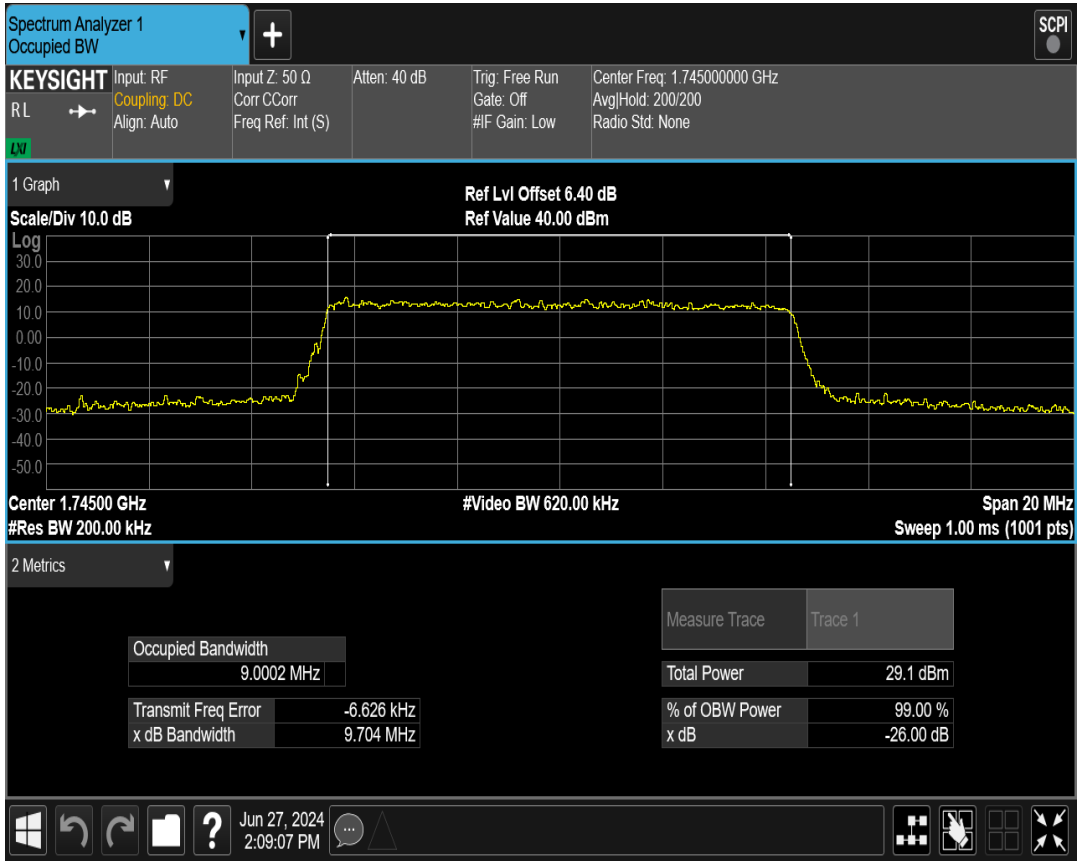 Spectrum Analyzer 1
Occupied BW
+
SCPI
KEYSIGHT
R L
LXI
Input: RF
Coupling: DC
Align: Auto
Input Z: 50 Ω
Corr CCorr
Freq Ref: Int (S)
Atten: 40 dB
Trig: Free Run
Gate: Off
#IF Gain: Low
Center Freq: 1.745000000 GHz
Avg|Hold: 200/200
Radio Std: None
1 Graph
Scale/Div 10.0 dB
Ref Lvl Offset 6.40 dB
Ref Value 40.00 dBm
Log
30.0
20.0
10.0
0.00
-10.0
-20.0
-30.0
-40.0
-50.0
Center 1.74500 GHz
#Video BW 620.00 kHz
Span 20 MHz
#Res BW 200.00 kHz
Sweep 1.00 ms (1001 pts)
2 Metrics
Measure Trace Trace 1
Occupied Bandwidth
9.0002 MHz
Total Power 29.1 dBm
Transmit Freq Error -6.626 kHz
% of OBW Power 99.00 %
x dB Bandwidth 9.704 MHz
x dB -26.00 dB
?
Jun 27, 2024
2:09:07 PM